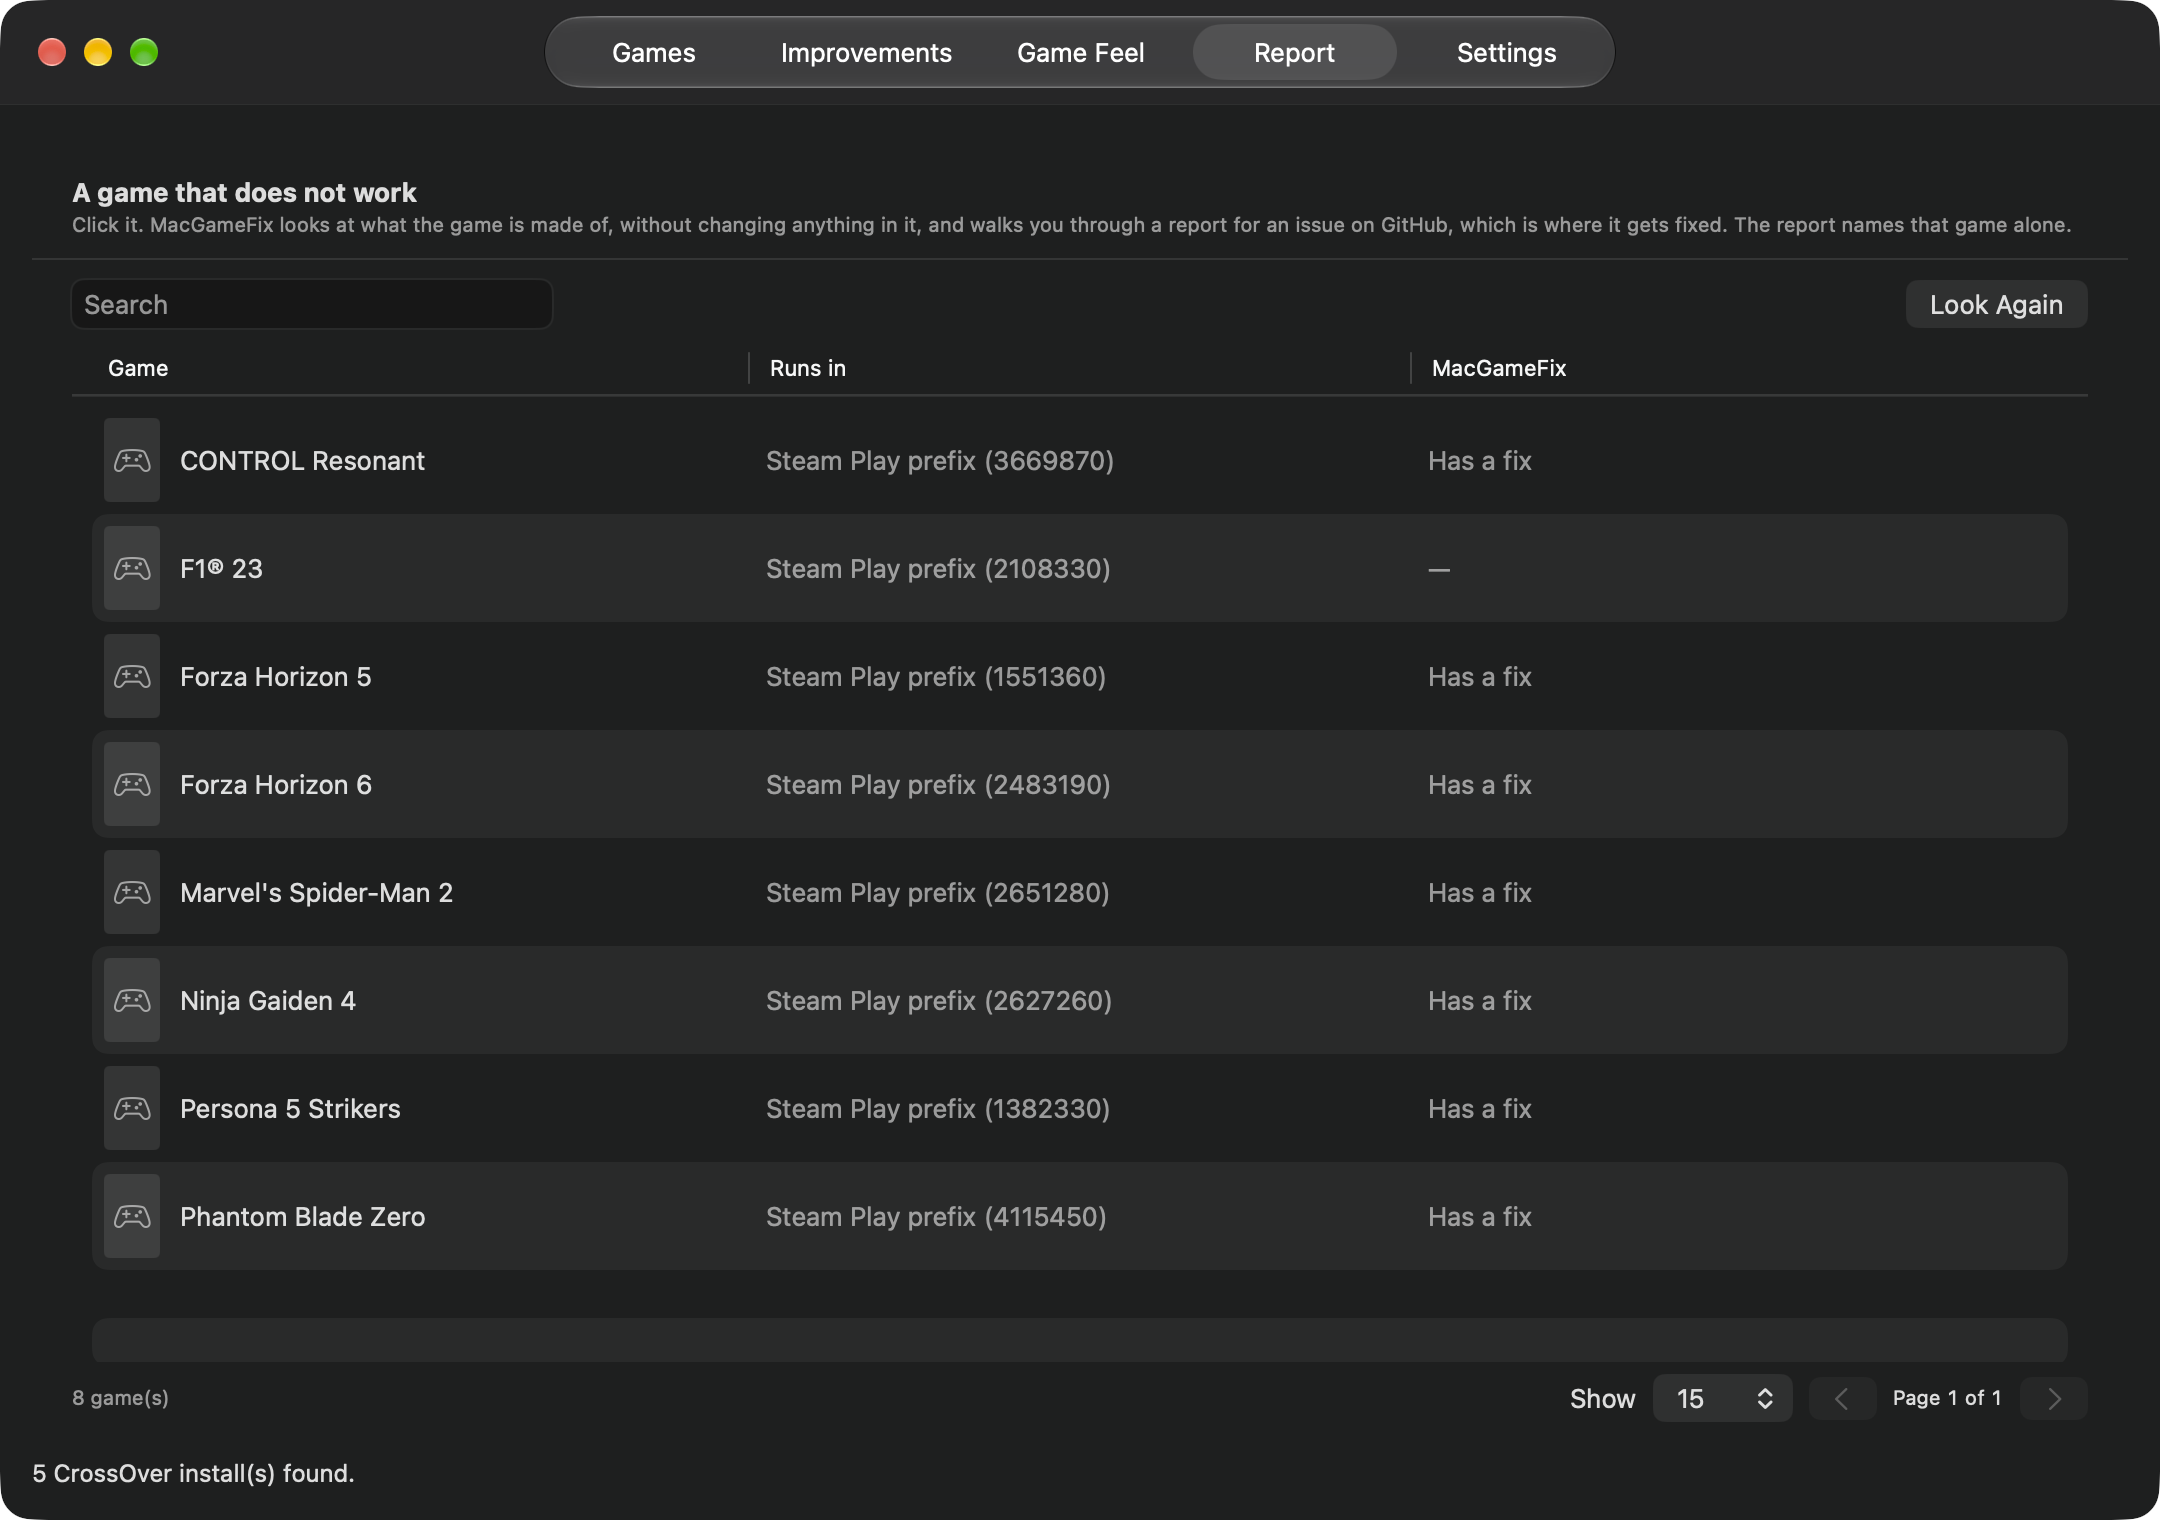 Games Improvements Game Feel Report Settings
A game that does not work
Click it. MacGameFix looks at what the game is made of, without changing anything in it, and walks you through a report for an issue on GitHub, which is where it gets fixed. The report names that game alone.
Search Look Again
Game Runs in MacGameFix
CONTROL Resonant Steam Play prefix (3669870) Has a fix
F1® 23 Steam Play prefix (2108330) —
Forza Horizon 5 Steam Play prefix (1551360) Has a fix
Forza Horizon 6 Steam Play prefix (2483190) Has a fix
Marvel's Spider-Man 2 Steam Play prefix (2651280) Has a fix
Ninja Gaiden 4 Steam Play prefix (2627260) Has a fix
Persona 5 Strikers Steam Play prefix (1382330) Has a fix
Phantom Blade Zero Steam Play prefix (4115450) Has a fix
8 game(s) Show 15 Page 1 of 1
5 CrossOver install(s) found.